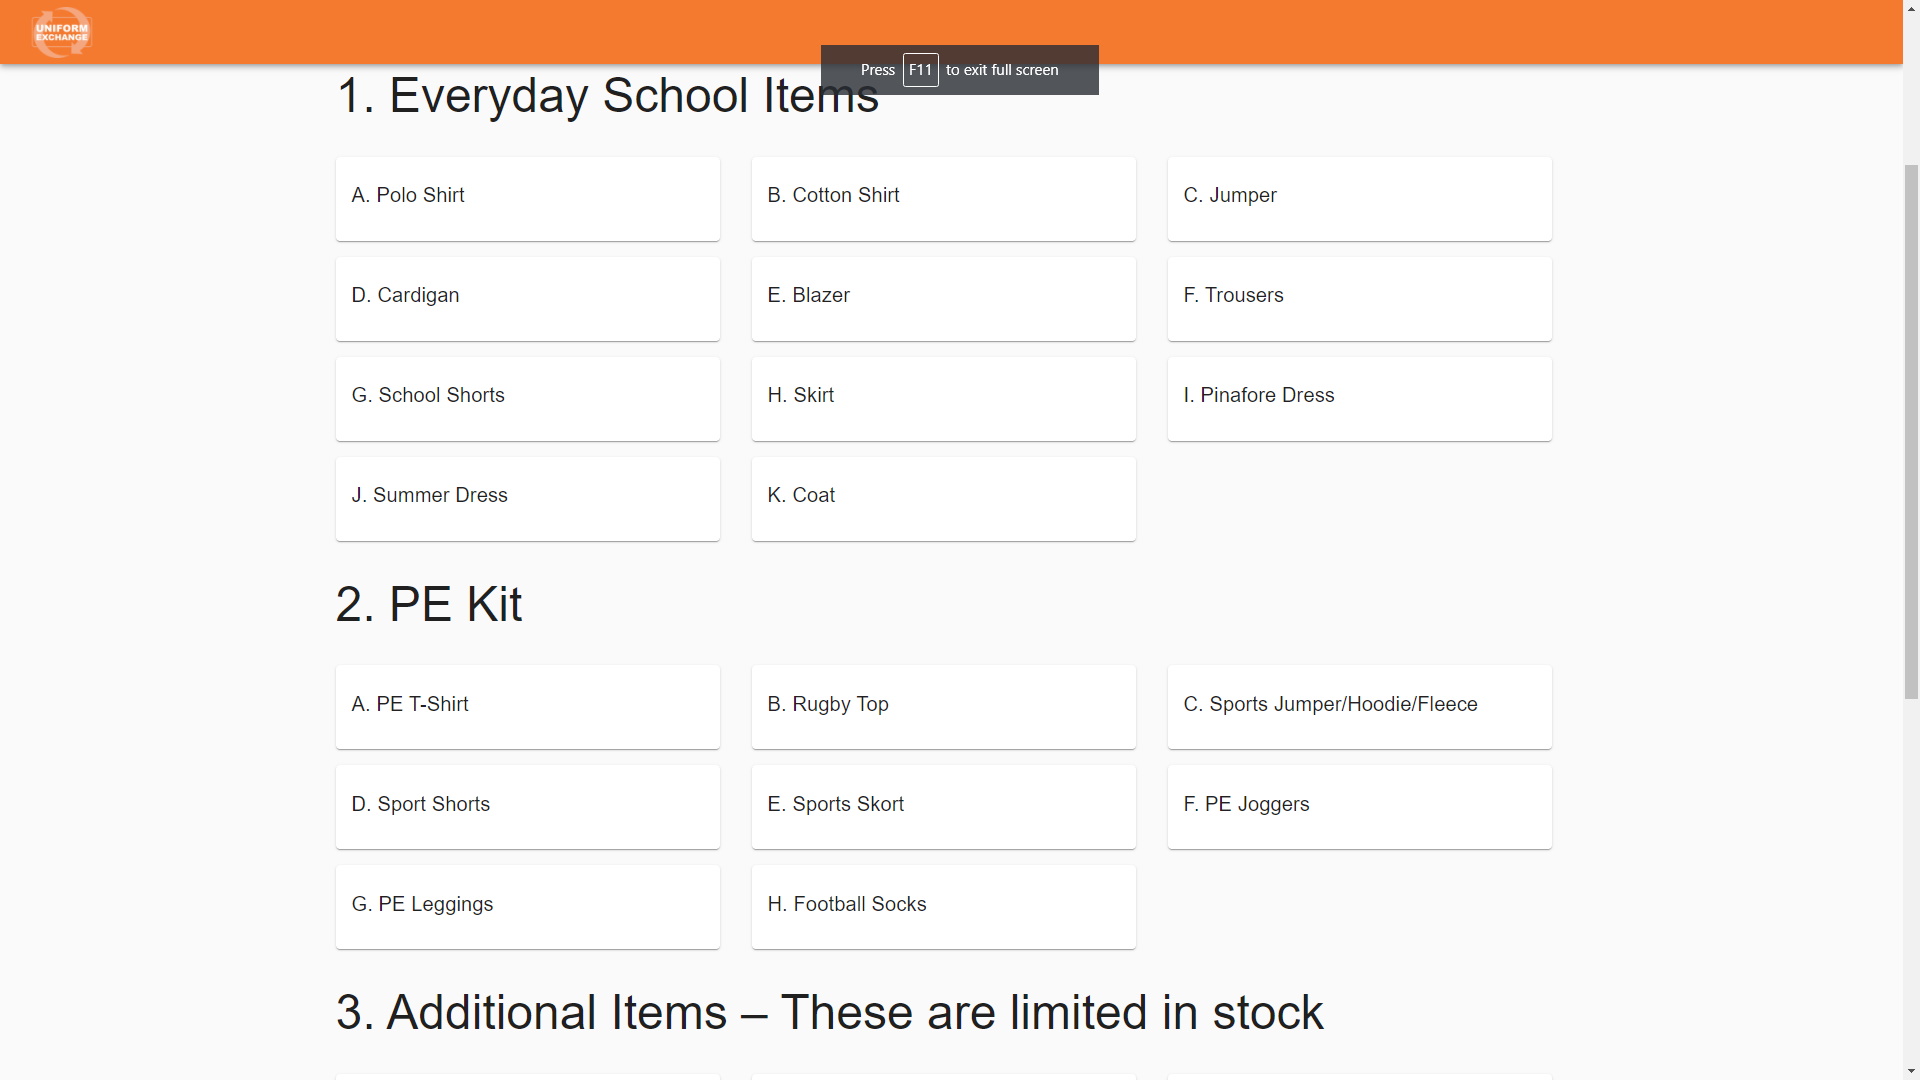 UNIFORM
EXCHANGE
Press F11 to exit full screen
1. Everyday School Items
A. Polo Shirt
B. Cotton Shirt
C. Jumper
D. Cardigan
E. Blazer
F. Trousers
G. School Shorts
H. Skirt
I. Pinafore Dress
J. Summer Dress
K. Coat
2. PE Kit
A. PE T-Shirt
B. Rugby Top
C. Sports Jumper/Hoodie/Fleece
D. Sport Shorts
E. Sports Skort
F. PE Joggers
G. PE Leggings
H. Football Socks
3. Additional Items – These are limited in stock